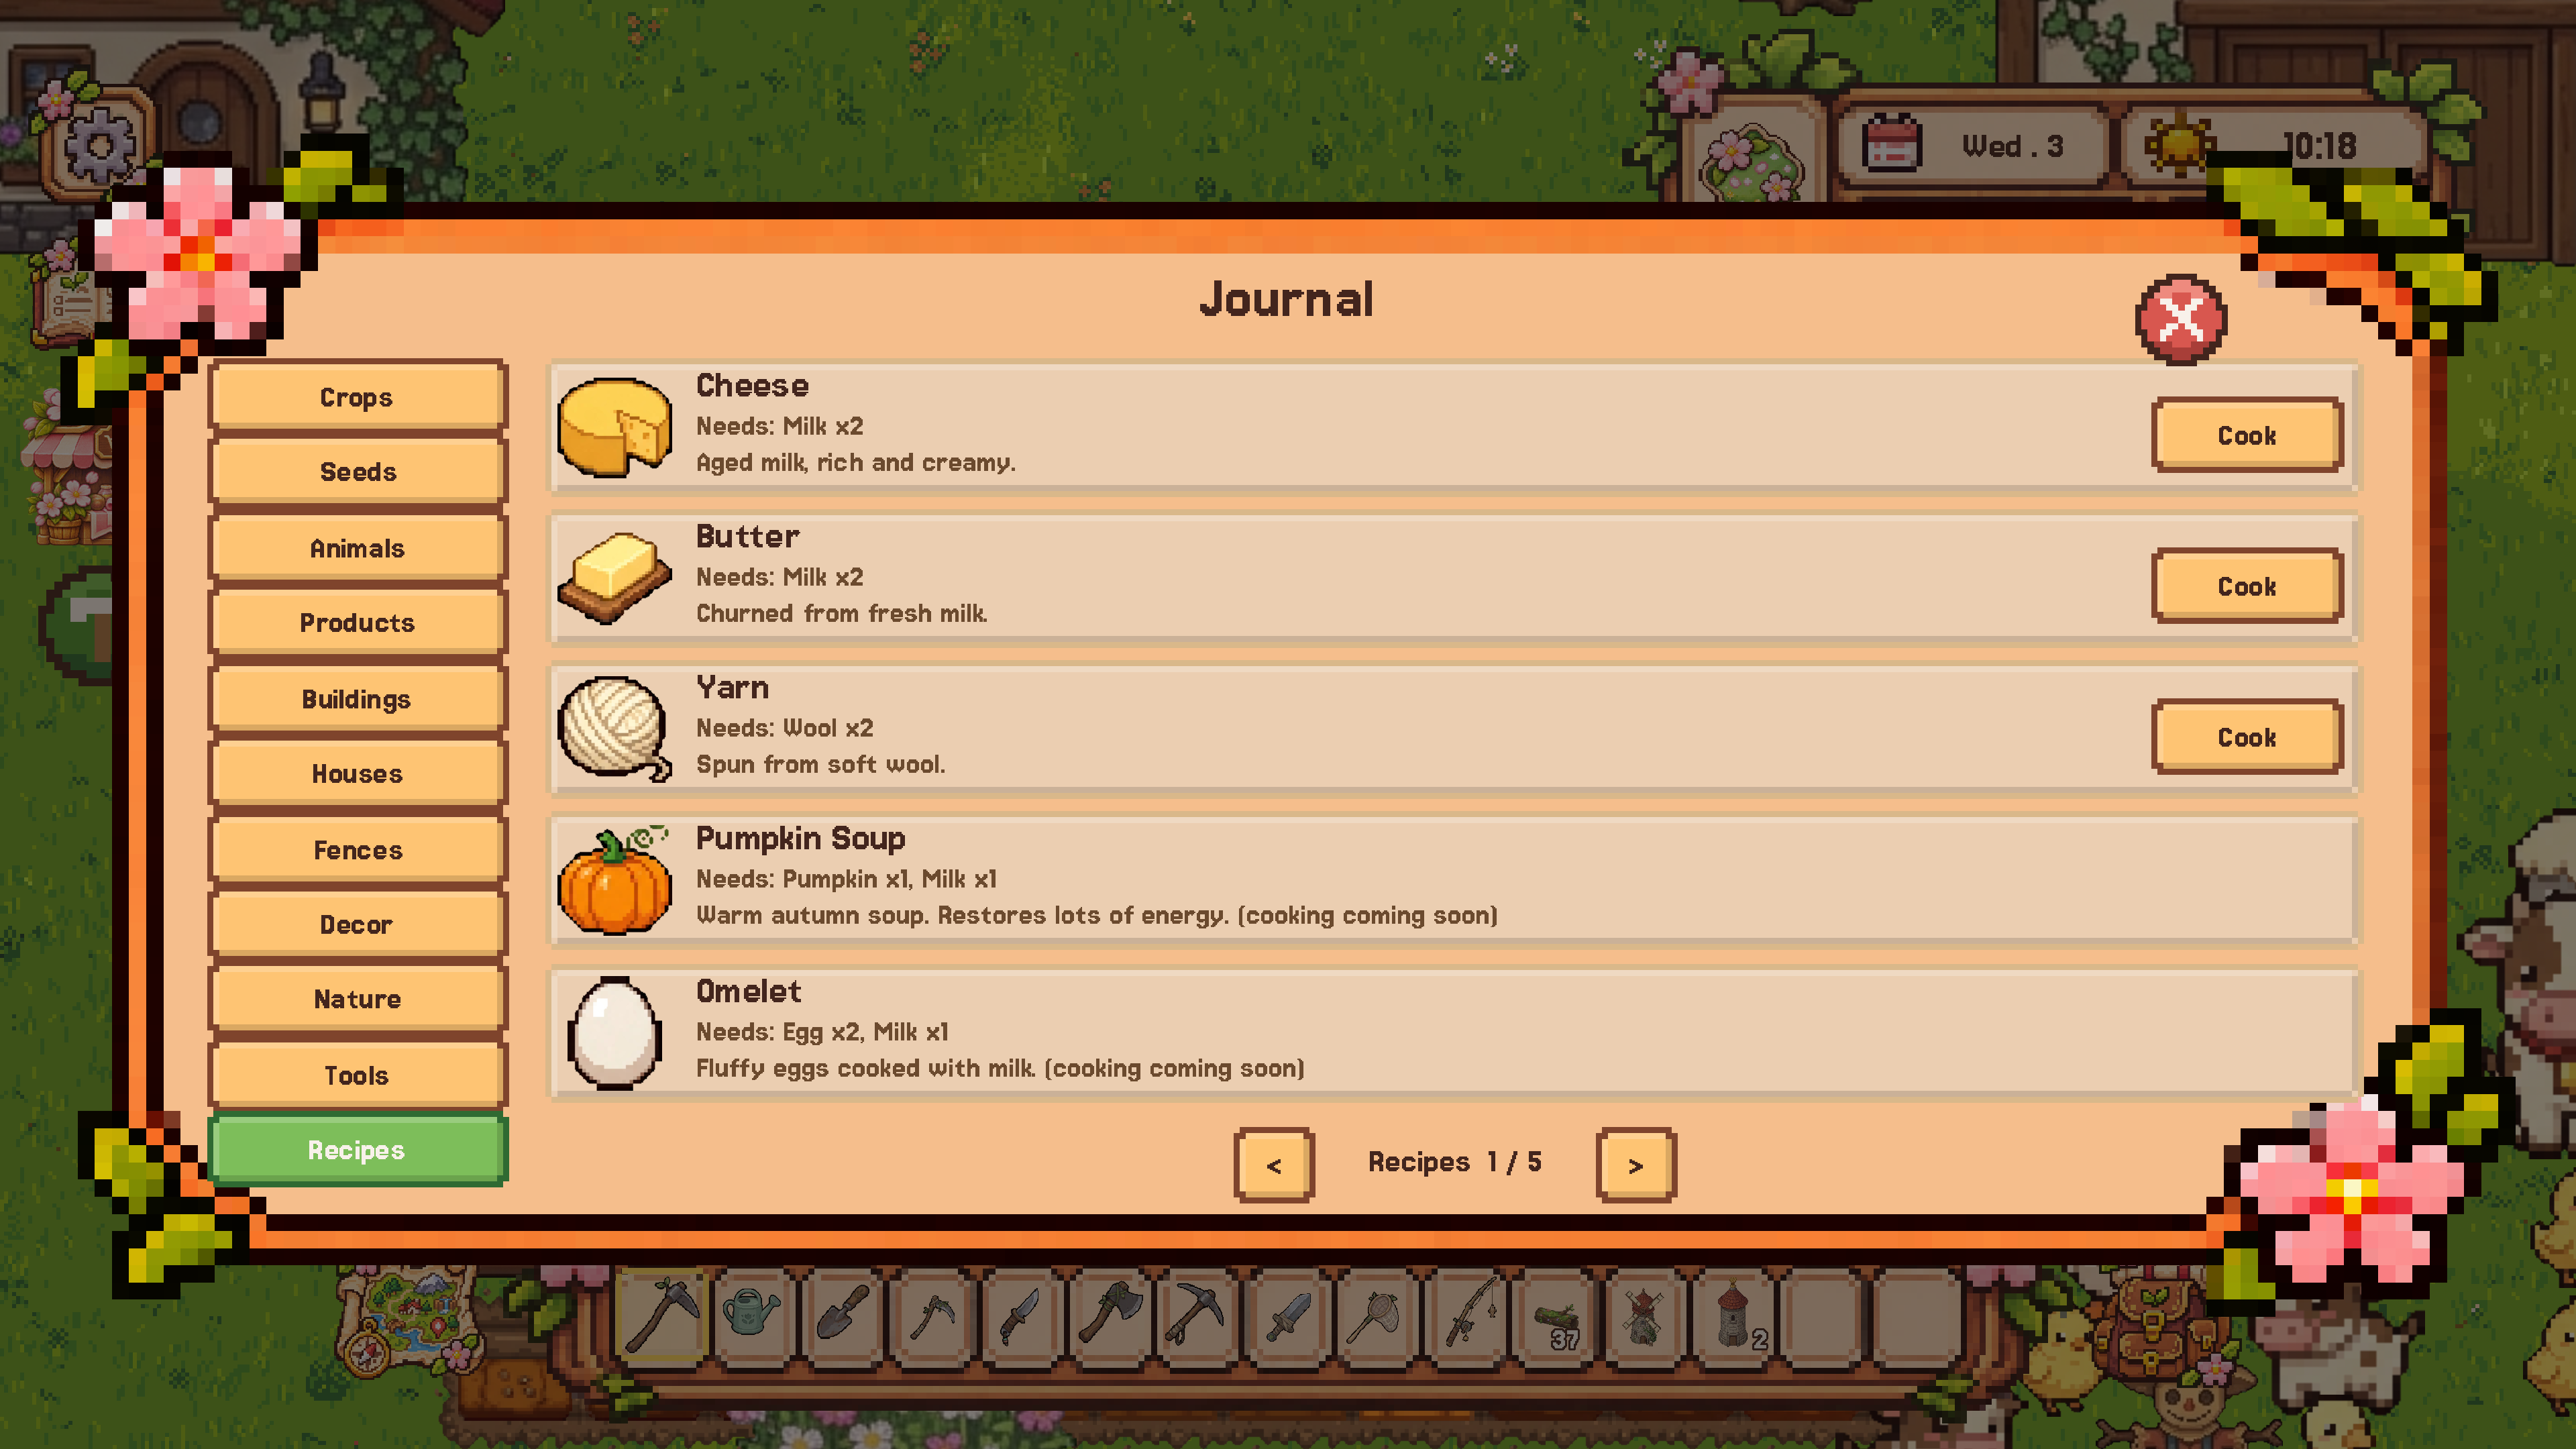 Wed . 3
10:18
Journal
Crops
Seeds
Animals
Products
Buildings
Houses
Fences
Decor
Nature
Tools
Recipes
Cheese
Needs: Milk x2
Aged milk, rich and creamy.
Cook
Butter
Needs: Milk x2
Churned from fresh milk.
Cook
Yarn
Needs: Wool x2
Spun from soft wool.
Cook
Pumpkin Soup
Needs: Pumpkin x1, Milk x1
Warm autumn soup. Restores lots of energy. (cooking coming soon)
Omelet
Needs: Egg x2, Milk x1
Fluffy eggs cooked with milk. (cooking coming soon)
< Recipes 1 / 5 >
37
2